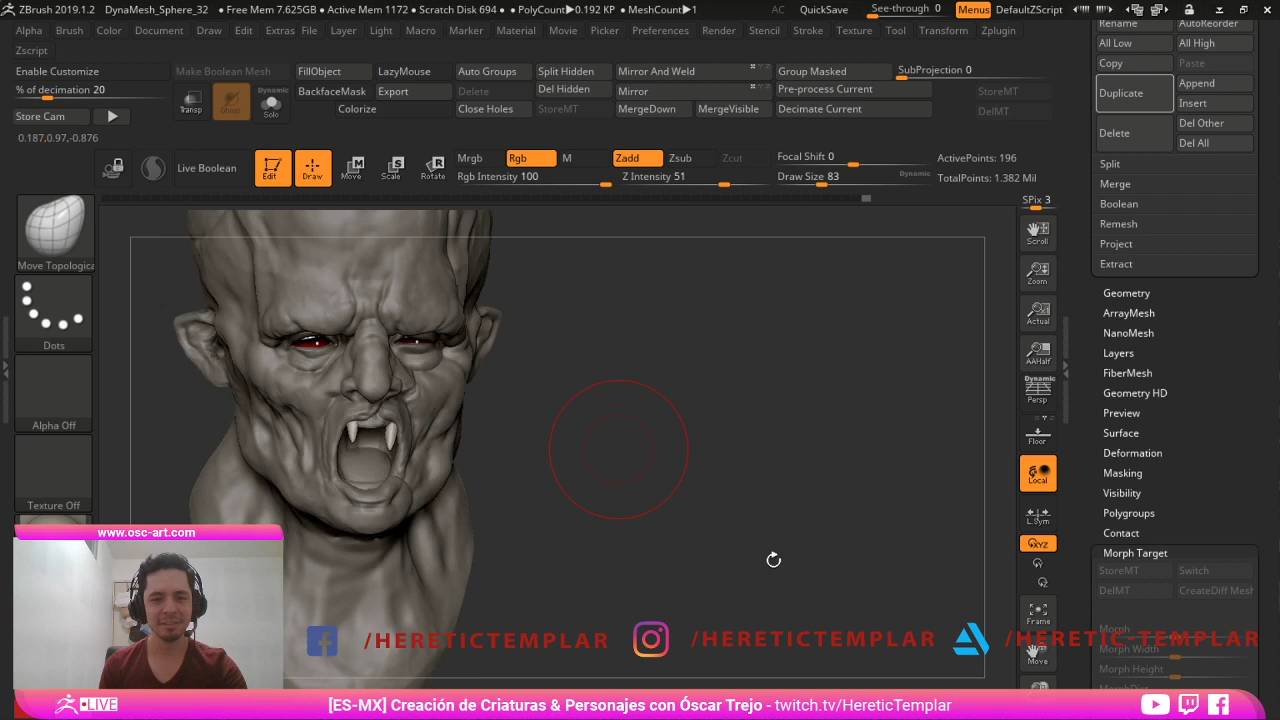 ZBrush 2019.1.2 DynaMesh_Sphere_32 • Free Mem 7.625GB • Active Mem 1172 • Scratch Disk 694 • PolyCount▶0.192 KP • MeshCount▶1 AC QuickSave See-through 0 Menus DefaultZScript
Alpha Brush Color Document Draw Edit Extras File Layer Light Macro Marker Material Movie Picker Preferences Render Stencil Stroke Texture Tool Transform Zplugin
Zscript
Enable Customize Make Boolean Mesh FillObject LazyMouse Auto Groups Split Hidden Mirror And Weld Group Masked SubProjection 0
% of decimation 20 Transp Ghost Dynamic Solo BackfaceMask Export Delete Del Hidden Mirror Pre-process Current StoreMT
Store Cam Colorize Close Holes StoreMT MergeDown MergeVisible Decimate Current DelMT
0.187,0.97,-0.876
Live Boolean Edit Draw Move Scale Rotate Mrgb Rgb M Zadd Zsub Zcut Focal Shift 0 ActivePoints: 196
Rgb Intensity 100 Z Intensity 51 Draw Size 83 Dynamic TotalPoints: 1.382 Mil
Move Topologica
Dots
Alpha Off
Texture Off
SPix 3
Scroll
Zoom
Actual
AAHalf
Dynamic
Persp
Floor
Local
L.Sym
XYZ
Y
Z
Frame
Move
Rename AutoReorder
All Low All High
Copy Paste
Duplicate Append
Insert
Delete Del Other
Del All
Split
Merge
Boolean
Remesh
Project
Extract
Geometry
ArrayMesh
NanoMesh
Layers
FiberMesh
Geometry HD
Preview
Surface
Deformation
Masking
Visibility
Polygroups
Contact
Morph Target
StoreMT Switch
DelMT CreateDiff Mesh
Morph
Morph Width
Morph Height
MorphDist
www.osc-art.com
/HERETICTEMPLAR /HERETICTEMPLAR /HERETIC_TEMPLAR
LIVE [ES-MX] Creación de Criaturas & Personajes con Óscar Trejo - twitch.tv/HereticTemplar